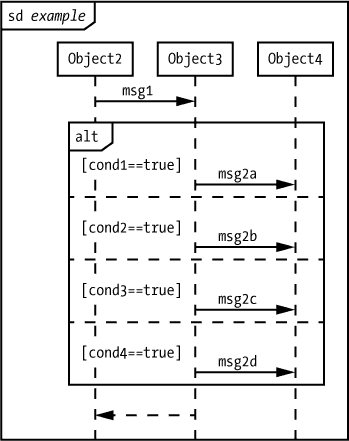 sd example
Object2 Object3 Object4
msg1
alt
[cond1==true]
msg2a
[cond2==true]
msg2b
[cond3==true]
msg2c
[cond4==true]
msg2d